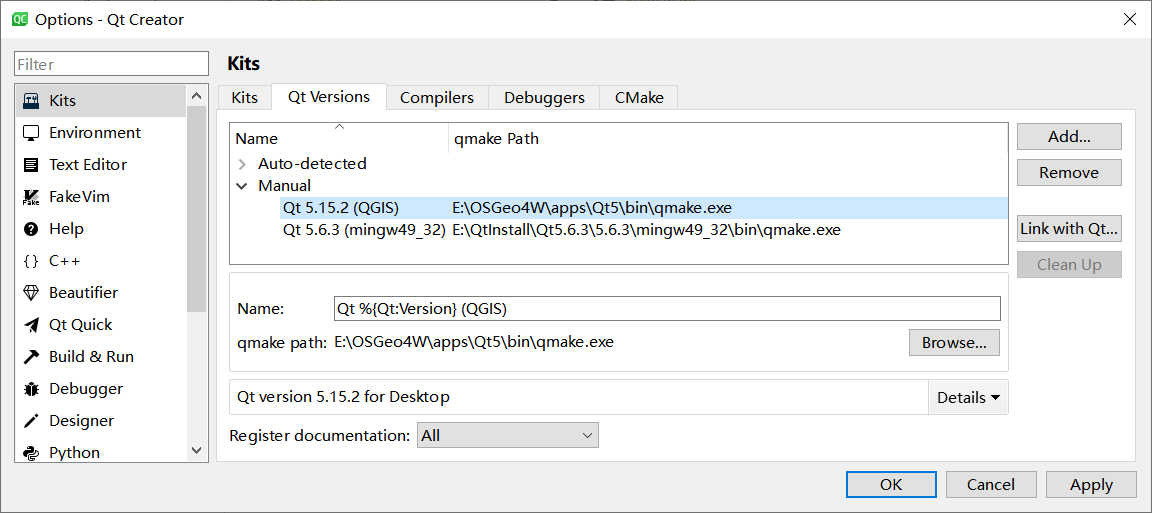 QC Options - Qt Creator
Filter
Kits
Environment
Text Editor
FakeVim
Help
C++
Beautifier
Qt Quick
Build & Run
Debugger
Designer
Python
Kits
Kits Qt Versions Compilers Debuggers CMake
Name qmake Path
Auto-detected
Manual
Qt 5.15.2 (QGIS) E:\OSGeo4W\apps\Qt5\bin\qmake.exe
Qt 5.6.3 (mingw49_32) E:\QtInstall\Qt5.6.3\5.6.3\mingw49_32\bin\qmake.exe
Add...
Remove
Link with Qt...
Clean Up
Name: Qt %{Qt:Version} (QGIS)
qmake path: E:\OSGeo4W\apps\Qt5\bin\qmake.exe Browse...
Qt version 5.15.2 for Desktop Details
Register documentation: All
OK Cancel Apply